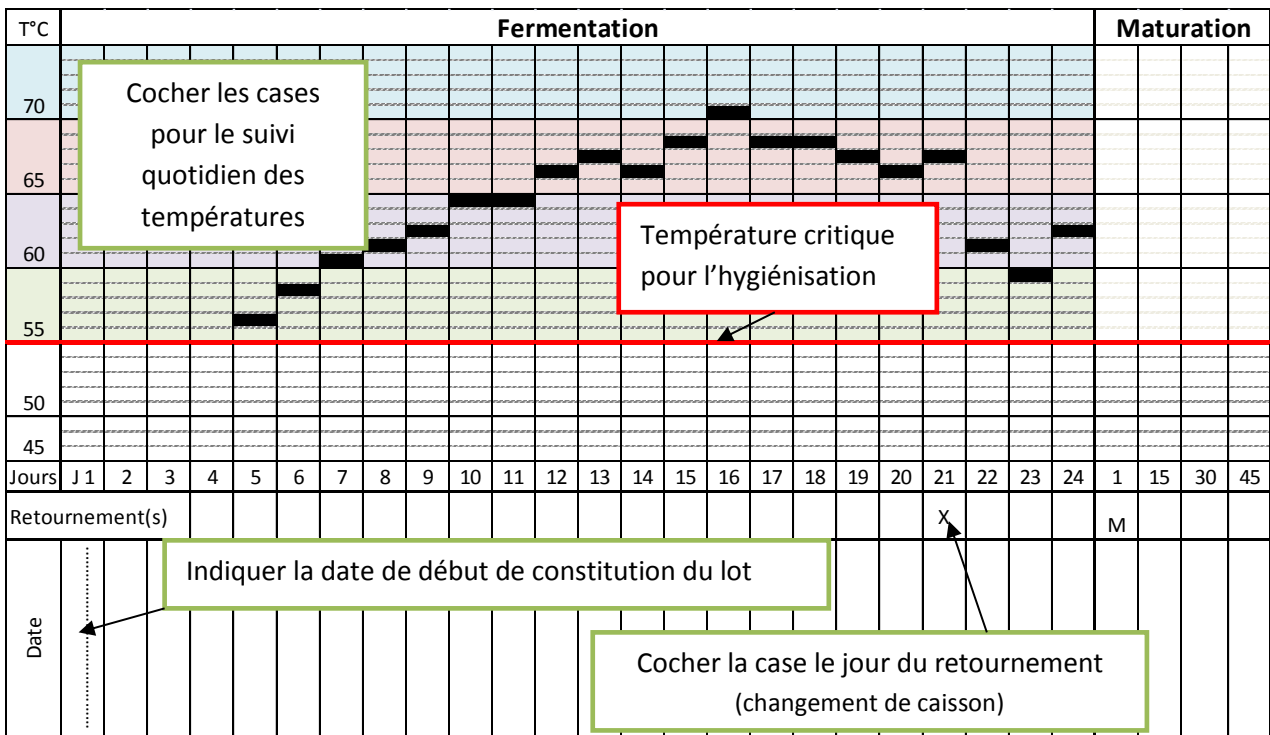 T°C Fermentation Maturation
Cocher les cases
pour le suivi
quotidien des
températures
70
65
60
55
50
45
Température critique
pour l’hygiénisation
Jours J 1 2 3 4 5 6 7 8 9 10 11 12 13 14 15 16 17 18 19 20 21 22 23 24 1 15 30 45
Retournement(s) X M
Date
Indiquer la date de début de constitution du lot
Cocher la case le jour du retournement
(changement de caisson)